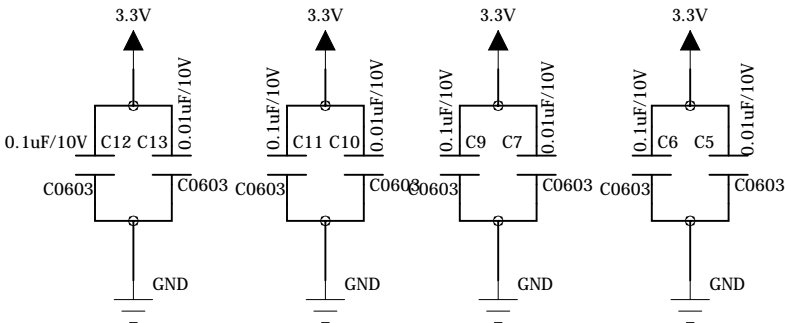 3.3V 3.3V 3.3V 3.3V
0.1uF/10V C12 C13 0.01uF/10V
0.1uF/10V C11 C10 0.01uF/10V
0.1uF/10V C9 C7 0.01uF/10V
0.1uF/10V C6 C5 0.01uF/10V
C0603 C0603 C0603 C0603 C0603 C0603 C0603 C0603
GND GND GND GND